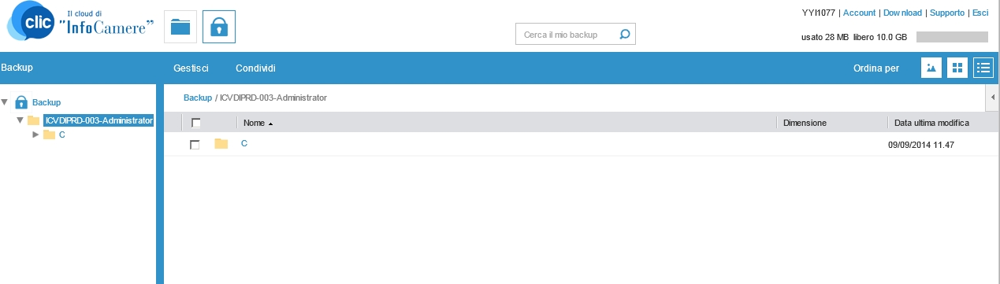 clic
Il cloud di
"InfoCamere"
Cerca il mio backup
YYI1077 | Account | Download | Supporto | Esci
usato 28 MB libero 10.0 GB
Backup
Gestisci
Condividi
Ordina per
Backup
ICVDIPRD-003-Administrator
C
Backup / ICVDIPRD-003-Administrator
Nome
Dimensione
Data ultima modifica
C
09/09/2014 11.47